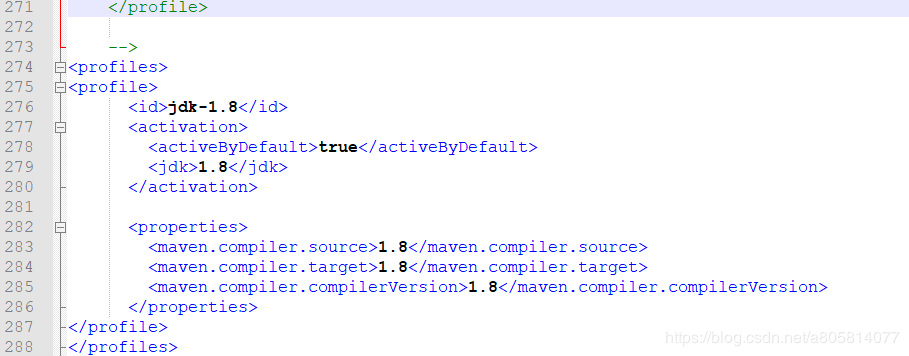 271 </profile>
272
273 -->
274 <profiles>
275 <profile>
276 <id>jdk-1.8</id>
277 <activation>
278 <activeByDefault>true</activeByDefault>
279 <jdk>1.8</jdk>
280 </activation>
281
282 <properties>
283 <maven.compiler.source>1.8</maven.compiler.source>
284 <maven.compiler.target>1.8</maven.compiler.target>
285 <maven.compiler.compilerVersion>1.8</maven.compiler.compilerVersion>
286 </properties>
287 </profile>
288 </profiles>
https://blog.csdn.net/a805814077